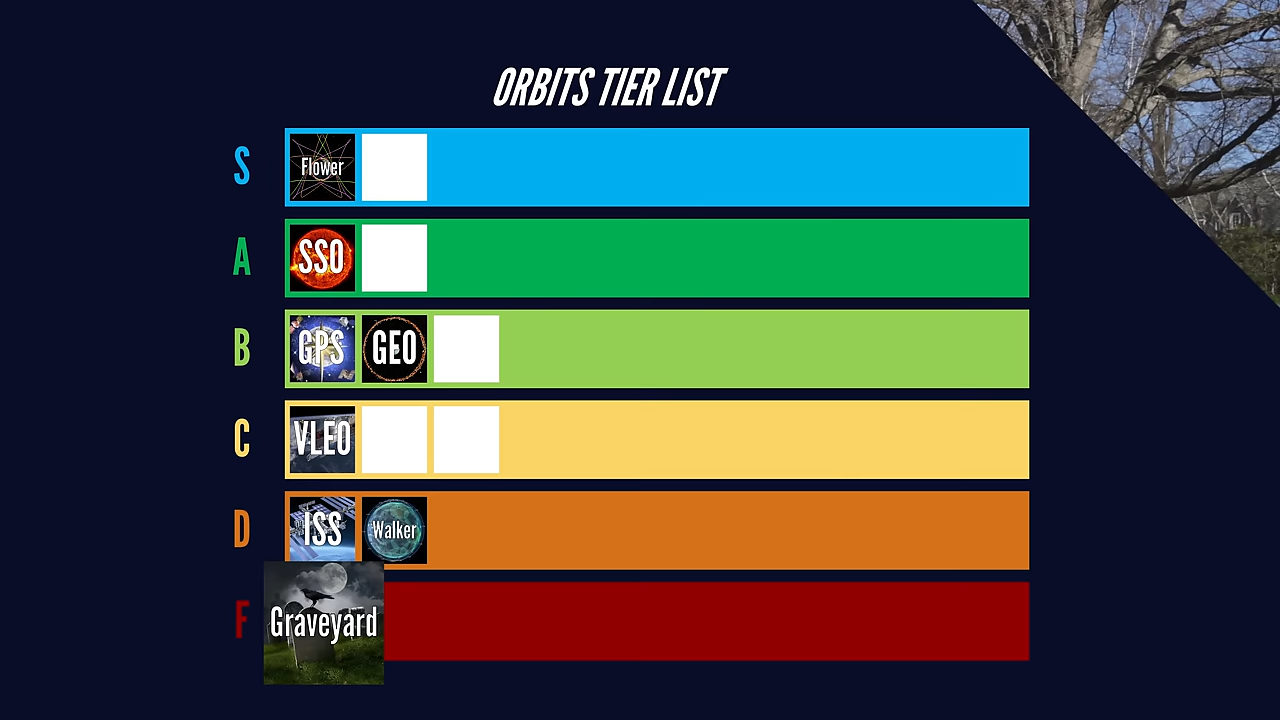 ORBITS TIER LIST
S Flower
A SSO
B GPS GEO
C VLEO
D ISS Walker
F Graveyard